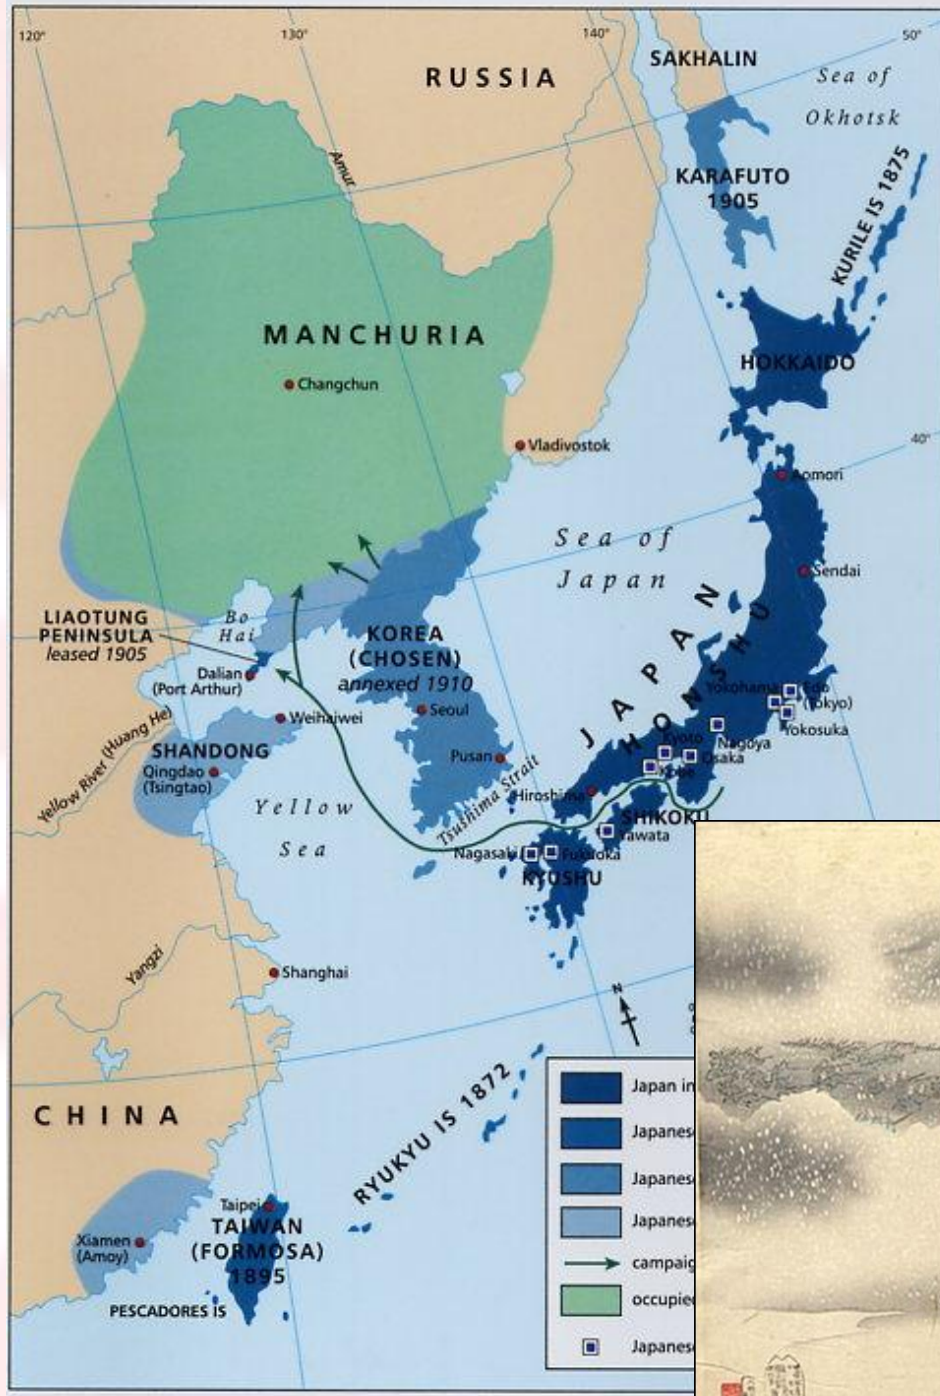 120°
130°
140°
50°
RUSSIA
SAKHALIN
Sea of
Okhotsk
Amur
KARAFUTO
1905
KURILE IS 1875
MANCHURIA
HOKKAIDO
Changchun
Vladivostok
40°
Aomori
Sea of
Japan
Sendai
LIAOTUNG
PENINSULA
leased 1905
Bo
Hai
KOREA
(CHOSEN)
annexed 1910
JAPAN
HONSHU
Dalian
(Port Arthur)
Weihaiwei
Seoul
Yokohama
Edo
(Tokyo)
Yokosuka
Yellow River (Huang He)
SHANDONG
Qingdao
(Tsingtao)
Pusan
Kyoto
Nagoya
Osaka
Kobe
Yellow
Sea
Tsushima Strait
Hiroshima
SHIKOKU
Yawata
Nagasaki
Fukuoka
KYUSHU
Yangzi
Shanghai
N
CHINA
RYUKYU IS 1872
Taipei
TAIWAN
(FORMOSA)
1895
Xiamen
(Amoy)
PESCADORES IS
Japan in
Japanes
Japanes
Japanes
campaig
occupied
Japanes